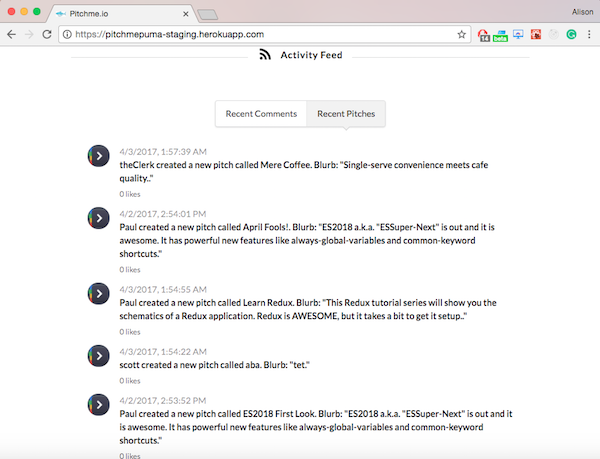 Pitchme.io
Alison
https://pitchmepuma-staging.herokuapp.com
14
beta
Activity Feed
Recent Comments
Recent Pitches
4/3/2017, 1:57:39 AM
theClerk created a new pitch called Mere Coffee. Blurb: "Single-serve convenience meets cafe
quality.."
0 likes
4/2/2017, 2:54:01 PM
Paul created a new pitch called April Fools!. Blurb: "ES2018 a.k.a. "ESSuper-Next" is out and it is
awesome. It has powerful new features like always-global-variables and common-keyword
shortcuts."
0 likes
4/3/2017, 1:54:55 AM
Paul created a new pitch called Learn Redux. Blurb: "This Redux tutorial series will show you the
schematics of a Redux application. Redux is AWESOME, but it takes a bit to get it setup.."
0 likes
4/3/2017, 1:54:22 AM
scott created a new pitch called aba. Blurb: "tet."
0 likes
4/2/2017, 2:53:52 PM
Paul created a new pitch called ES2018 First Look. Blurb: "ES2018 a.k.a. "ESSuper-Next" is out and it
is awesome. It has powerful new features like always-global-variables and common-keyword
shortcuts."
0 likes